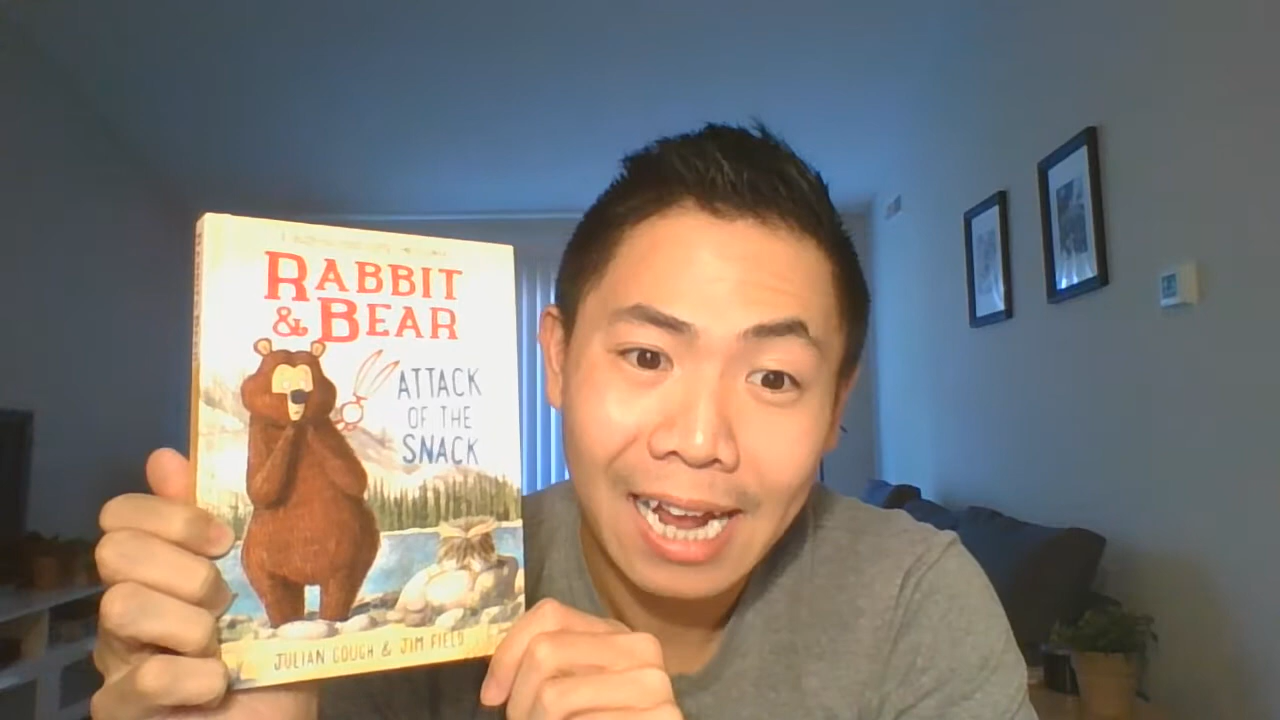 RABBIT
& BEAR
ATTACK
OF THE
SNACK
JULIAN GOUGH & JIM FIELD